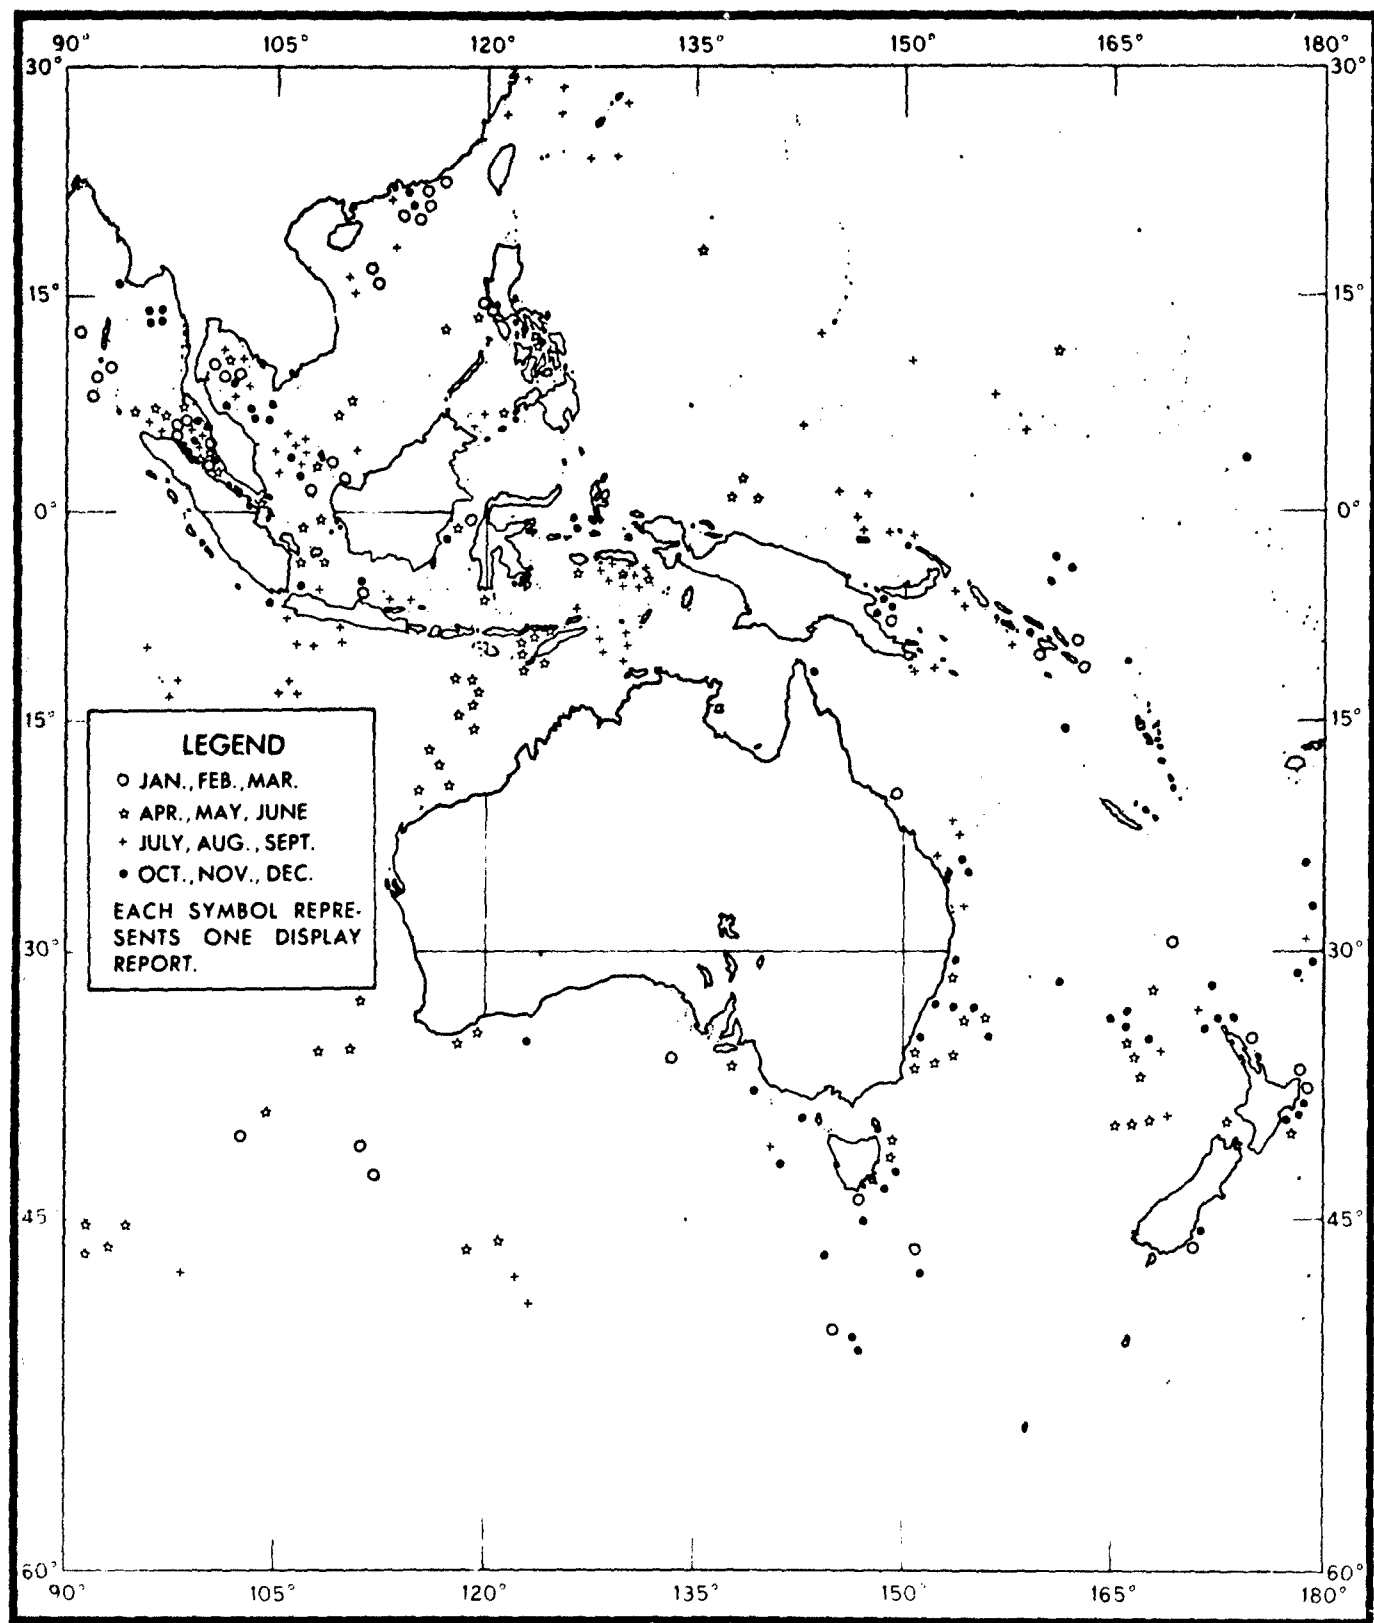 90° 105° 120° 135° 150° 165° 180°
30° 30°
15° 15°
0° 0°
15° 15°
LEGEND
○ JAN., FEB., MAR.
☆ APR., MAY, JUNE
+ JULY, AUG., SEPT.
• OCT., NOV., DEC.
EACH SYMBOL REPRE-
SENTS ONE DISPLAY
REPORT.
30° 30°
45° 45°
60° 60°
90° 105° 120° 135° 150° 165° 180°